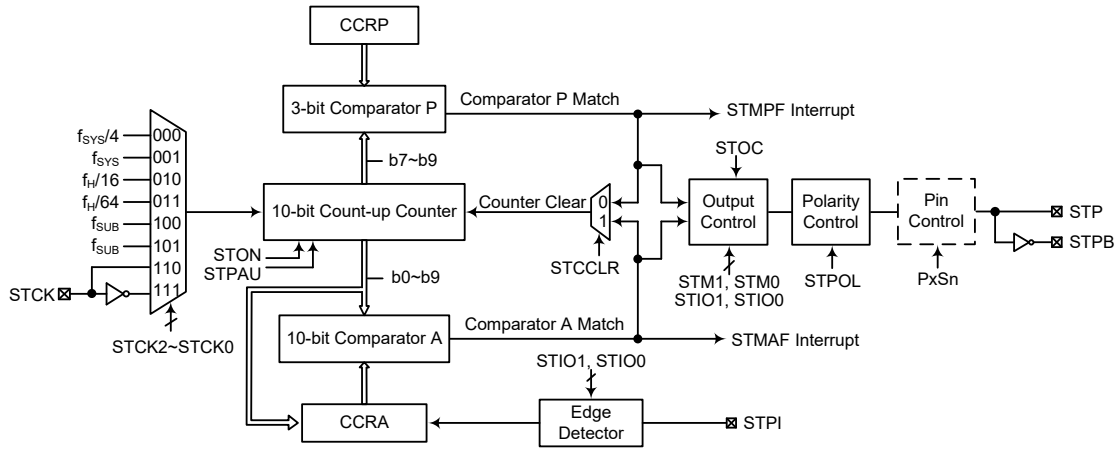 CCRP
3-bit Comparator P
Comparator P Match
STMPF Interrupt
b7~b9
fSYS/4
000
fSYS
001
fH/16
010
fH/64
011
fSUB
100
fSUB
101
110
111
STCK
STCK2~STCK0
10-bit Count-up Counter
STON
STPAU
Counter Clear
0
1
STCCLR
STOC
Output
Control
STM1, STM0
STIO1, STIO0
Polarity
Control
STPOL
Pin
Control
PxSn
STP
STPB
b0~b9
10-bit Comparator A
Comparator A Match
STMAF Interrupt
STIO1, STIO0
CCRA
Edge
Detector
STPI